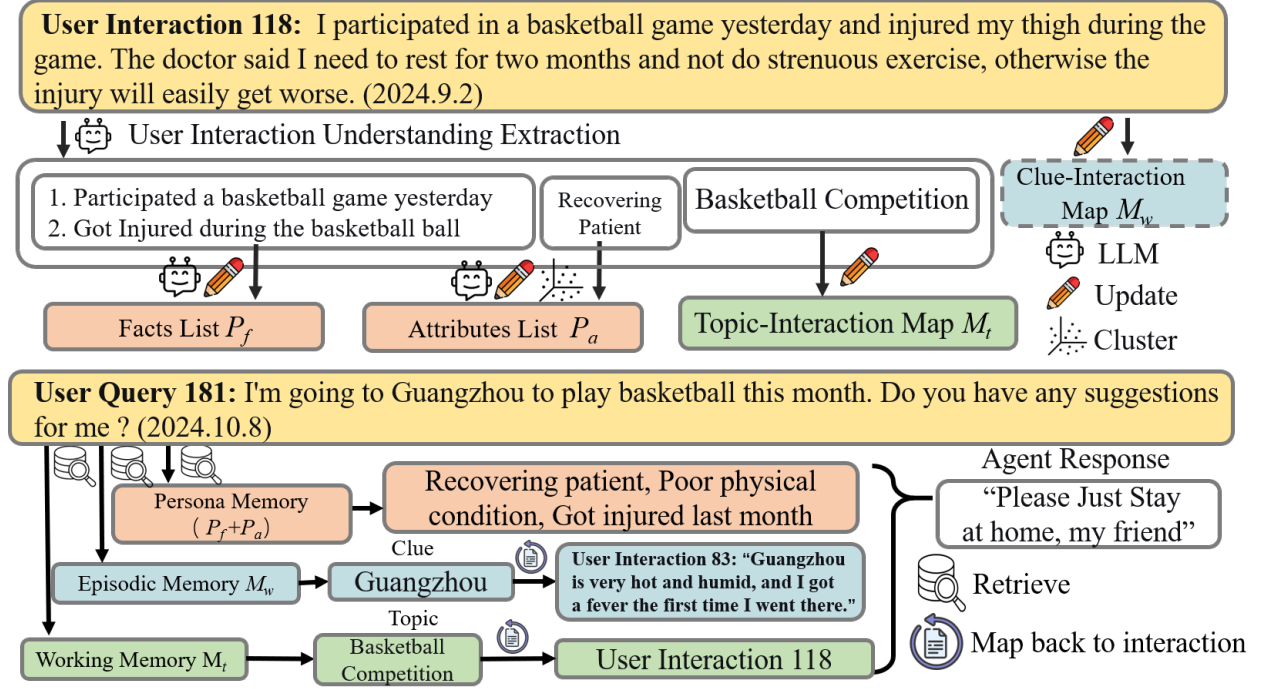 User Interaction 118: I participated in a basketball game yesterday and injured my thigh during the
game. The doctor said I need to rest for two months and not do strenuous exercise, otherwise the
injury will easily get worse. (2024.9.2)
User Interaction Understanding Extraction
1. Participated a basketball game yesterday
2. Got Injured during the basketball ball
Recovering
Patient
Basketball Competition
Clue-Interaction
Map M_w
LLM
Update
Cluster
Facts List P_f
Attributes List P_a
Topic-Interaction Map M_t
User Query 181: I'm going to Guangzhou to play basketball this month. Do you have any suggestions
for me ? (2024.10.8)
Persona Memory
( P_f+P_a)
Recovering patient, Poor physical
condition, Got injured last month
Agent Response
“Please Just Stay
at home, my friend”
Episodic Memory M_w
Clue
Guangzhou
User Interaction 83: “Guangzhou
is very hot and humid, and I got
a fever the first time I went there.”
Retrieve
Working Memory M_t
Topic
Basketball
Competition
User Interaction 118
Map back to interaction